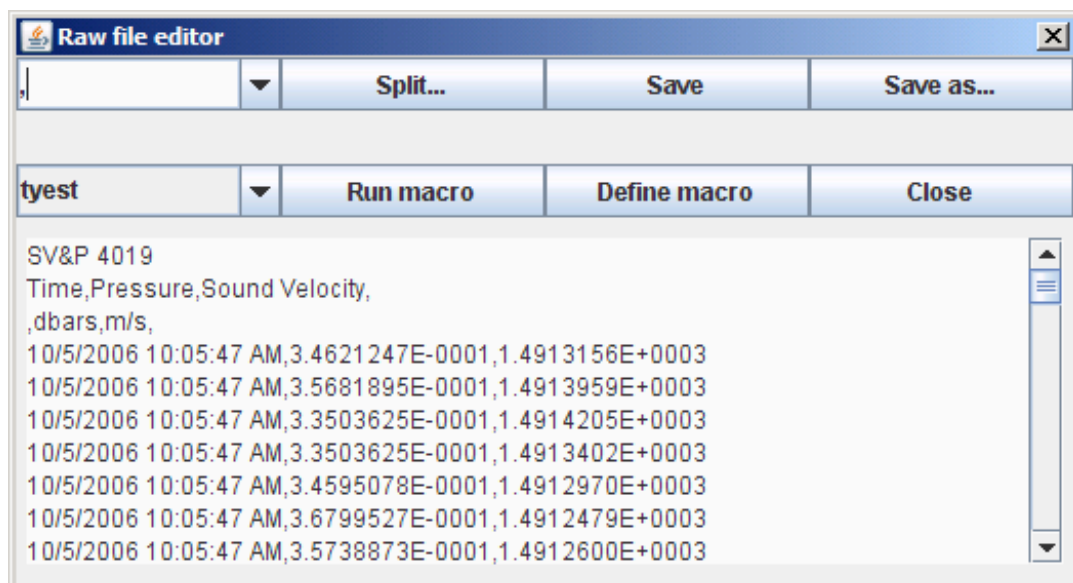 Raw file editor
, Split... Save Save as...
tyest Run macro Define macro Close
SV&P 4019
Time,Pressure,Sound Velocity,
,dbars,m/s,
10/5/2006 10:05:47 AM,3.4621247E-0001,1.4913156E+0003
10/5/2006 10:05:47 AM,3.5681895E-0001,1.4913959E+0003
10/5/2006 10:05:47 AM,3.3503625E-0001,1.4914205E+0003
10/5/2006 10:05:47 AM,3.3503625E-0001,1.4913402E+0003
10/5/2006 10:05:47 AM,3.4595078E-0001,1.4912970E+0003
10/5/2006 10:05:47 AM,3.6799527E-0001,1.4912479E+0003
10/5/2006 10:05:47 AM,3.5738873E-0001,1.4912600E+0003